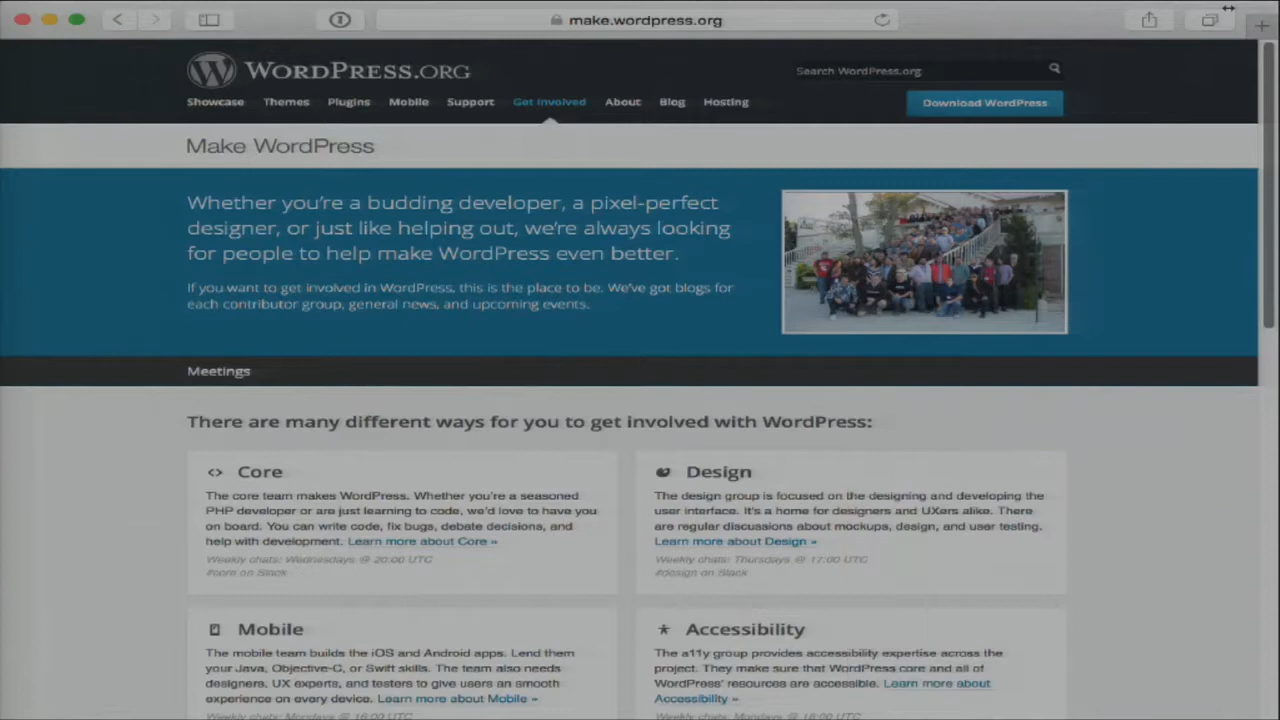 make.wordpress.org
WORDPRESS.ORG
Search WordPress.org
Showcase Themes Plugins Mobile Support Get Involved About Blog Hosting
Download WordPress
Make WordPress
Whether you're a budding developer, a pixel-perfect
designer, or just like helping out, we're always looking
for people to help make WordPress even better.
If you want to get involved in WordPress, this is the place to be. We've got blogs for
each contributor group, general news, and upcoming events.
Meetings
There are many different ways for you to get involved with WordPress:
Core
The core team makes WordPress. Whether you're a seasoned
PHP developer or are just learning to code, we'd love to have you
on board. You can write code, fix bugs, debate decisions, and
help with development. Learn more about Core »
Weekly chats: Wednesdays @ 20:00 UTC
#core on Slack
Design
The design group is focused on the designing and developing the
user interface. It's a home for designers and UXers alike. There
are regular discussions about mockups, design, and user testing.
Learn more about Design »
Weekly chats: Thursdays @ 17:00 UTC
#design on Slack
Mobile
The mobile team builds the iOS and Android apps. Lend them
your Java, Objective-C, or Swift skills. The team also needs
designers, UX experts, and testers to give users an smooth
experience on every device. Learn more about Mobile »
Weekly chats: Mondays @ 16:00 UTC
Accessibility
The a11y group provides accessibility expertise across the
project. They make sure that WordPress core and all of
WordPress' resources are accessible. Learn more about
Accessibility »
Weekly chats: Mondays @ 18:00 UTC